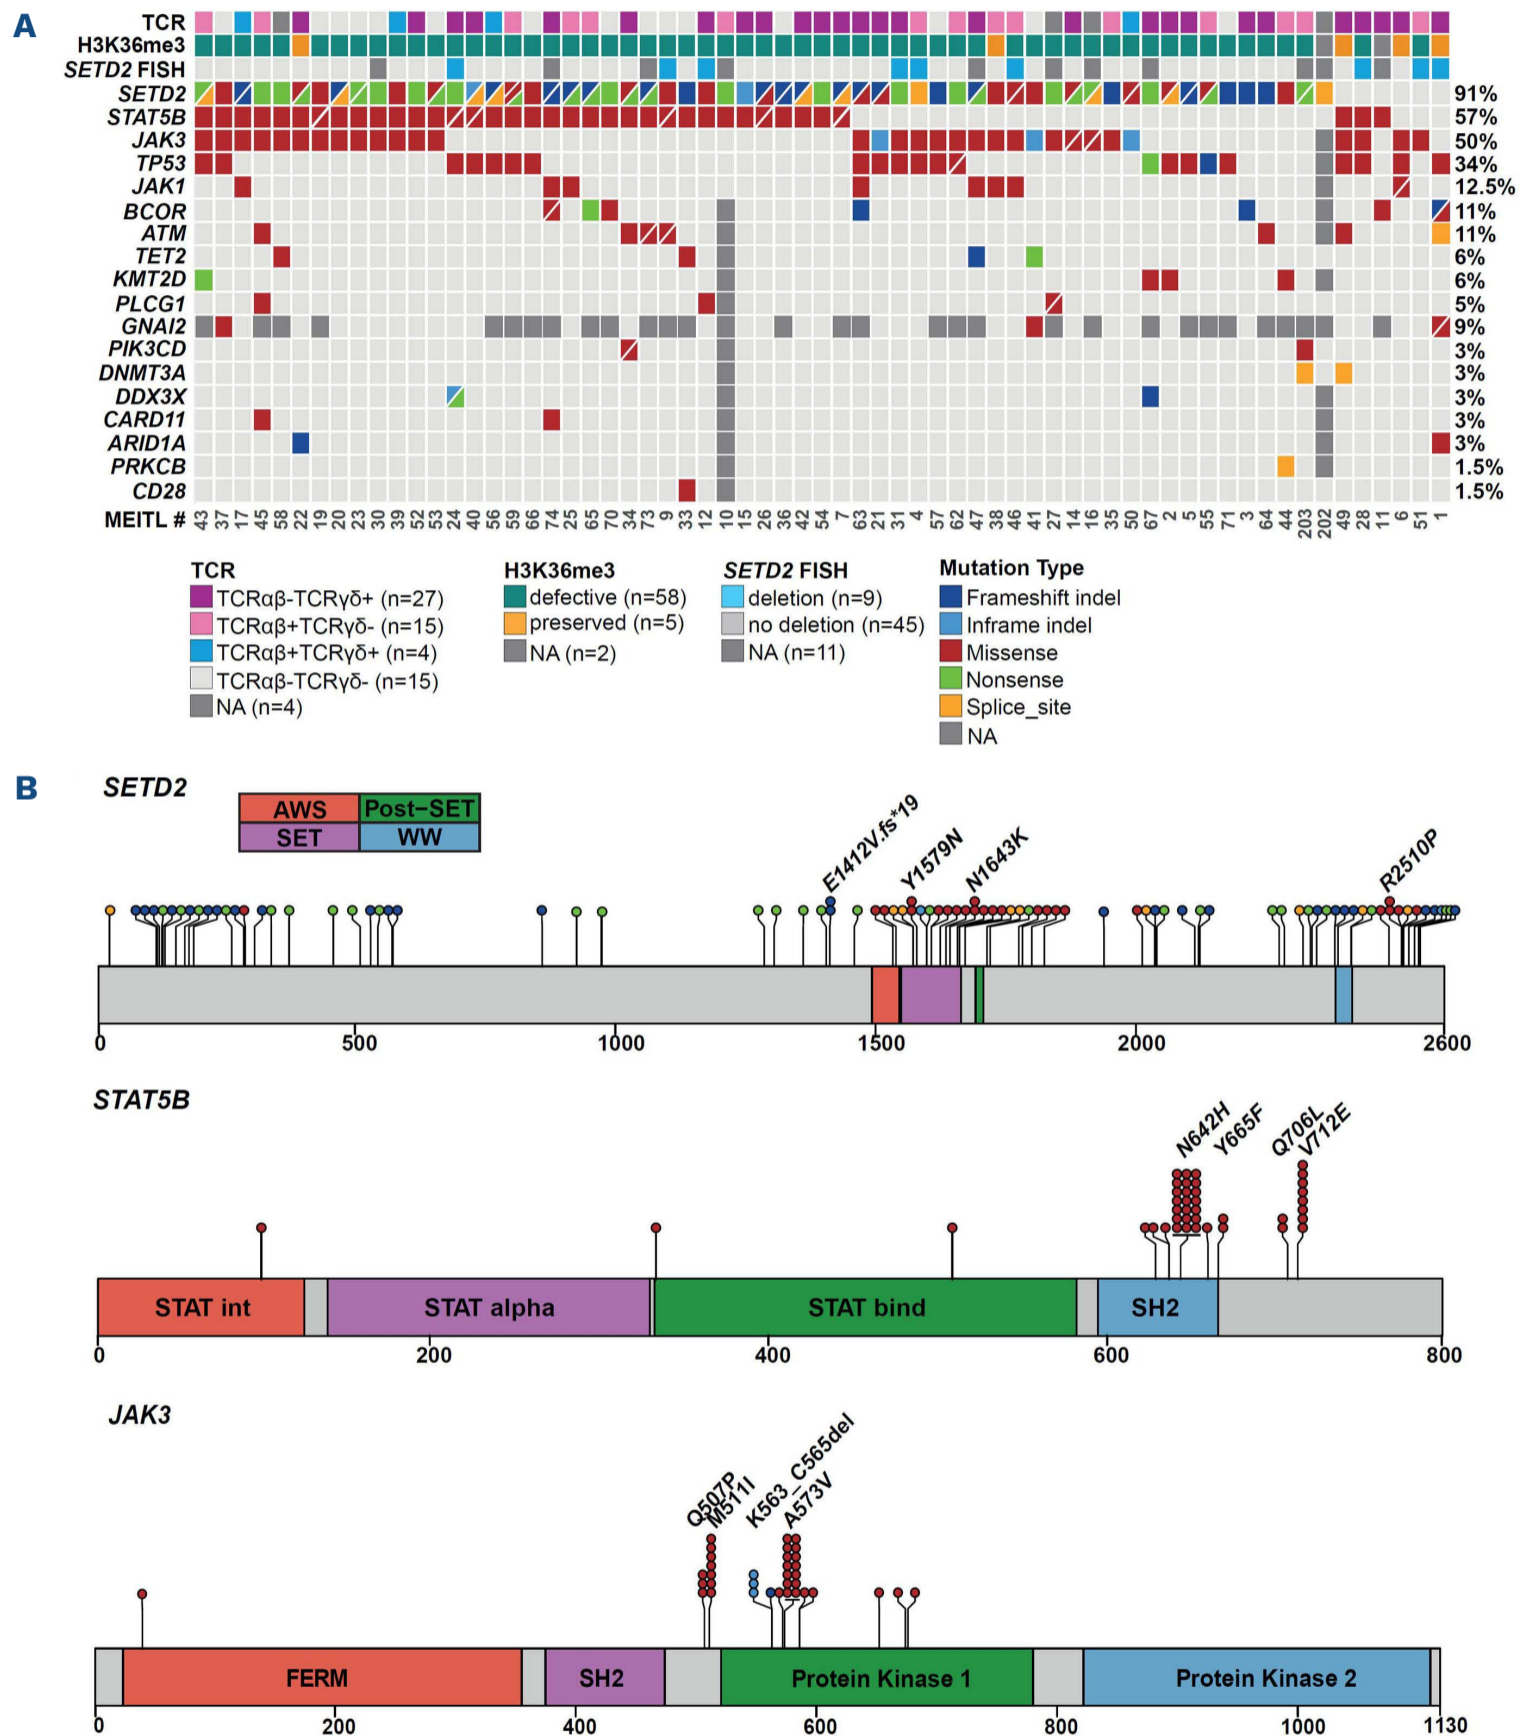 A
TCR
H3K36me3
SETD2 FISH
SETD2 91%
STAT5B 57%
JAK3 50%
TP53 34%
JAK1 12.5%
BCOR 11%
ATM 11%
TET2 6%
KMT2D 6%
PLCG1 5%
GNAI2 9%
PIK3CD 3%
DNMT3A 3%
DDX3X 3%
CARD11 3%
ARID1A 3%
PRKCB 1.5%
CD28 1.5%
MEITL # 43 37 17 45 58 22 19 20 23 30 39 52 53 24 40 56 59 66 74 25 65 70 34 73 9 33 12 10 15 26 36 42 54 7 63 21 31 4 57 62 47 38 46 41 27 14 16 35 50 67 2 5 55 71 3 64 44 203 202 49 28 11 6 51 1
TCR
TCRαβ-TCRγδ+ (n=27)
TCRαβ+TCRγδ- (n=15)
TCRαβ+TCRγδ+ (n=4)
TCRαβ-TCRγδ- (n=15)
NA (n=4)
H3K36me3
defective (n=58)
preserved (n=5)
NA (n=2)
SETD2 FISH
deletion (n=9)
no deletion (n=45)
NA (n=11)
Mutation Type
Frameshift indel
Inframe indel
Missense
Nonsense
Splice_site
NA
B
SETD2
AWS Post−SET
SET WW
E1412V.fs*19 Y1579N N1643K R2510P
0 500 1000 1500 2000 2600
STAT5B
N642H Y665F Q706L V712E
STAT int STAT alpha STAT bind SH2
0 200 400 600 800
JAK3
Q507P M511I K563_C565del A573V
FERM SH2 Protein Kinase 1 Protein Kinase 2
0 200 400 600 800 1000 1130